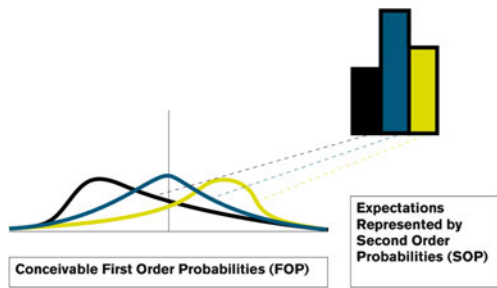 Conceivable First Order Probabilities (FOP)
Expectations
Represented by
Second Order
Probabilities (SOP)